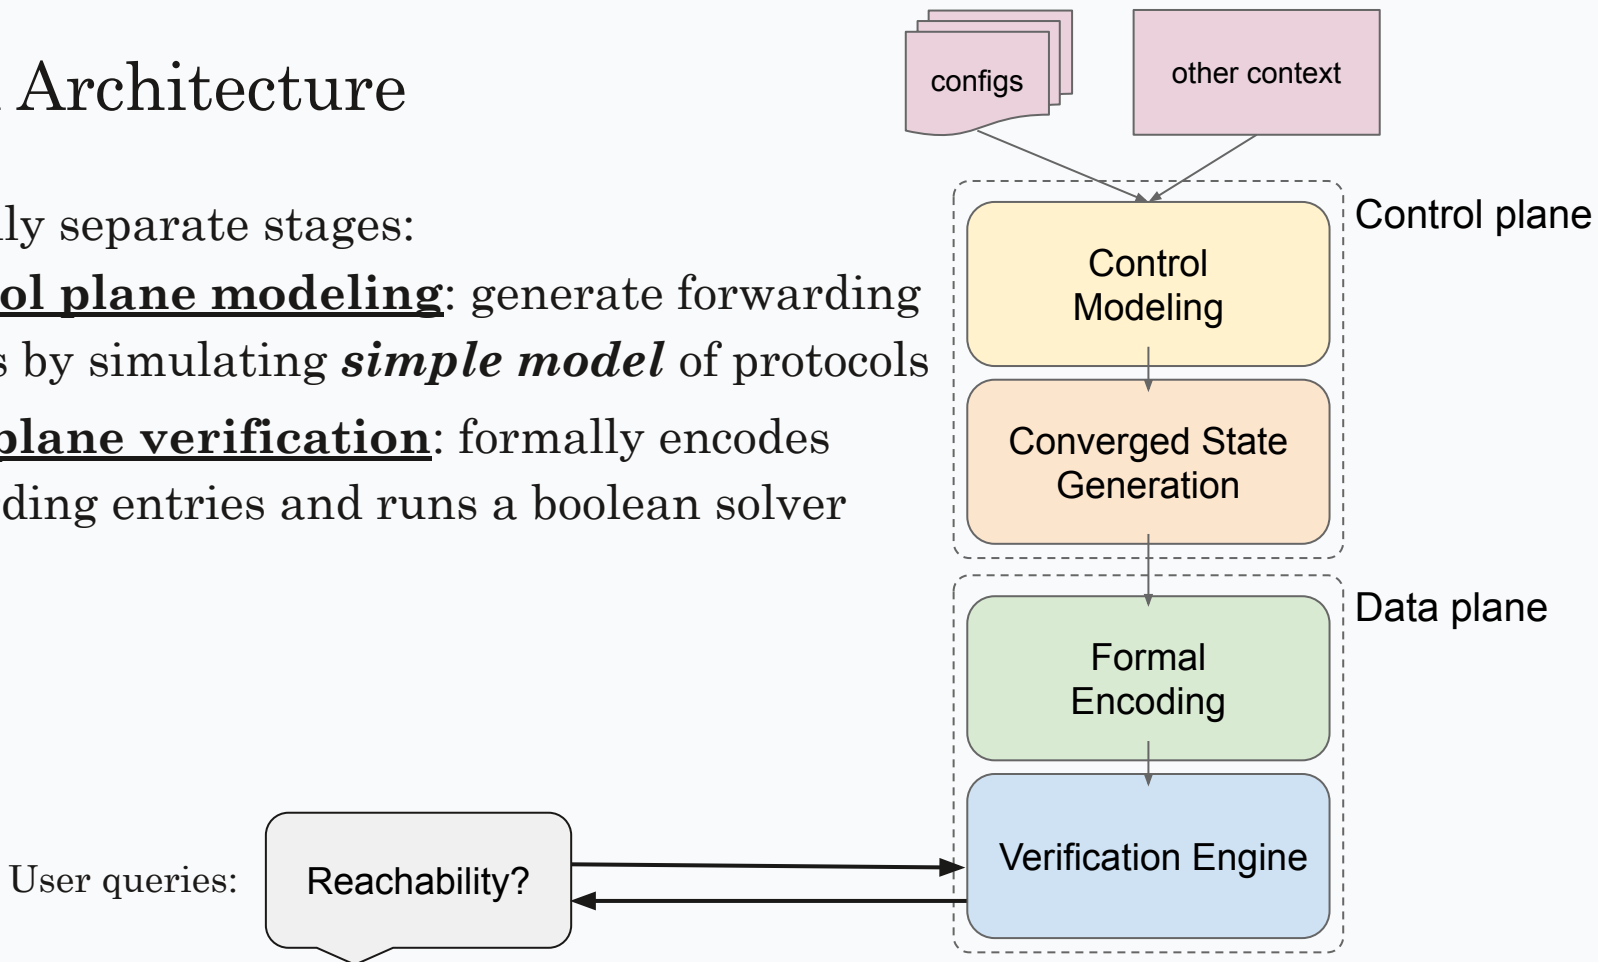 Architecture
lly separate stages:
ol plane modeling: generate forwarding
s by simulating simple model of protocols
plane verification: formally encodes
ding entries and runs a boolean solver
User queries:
Reachability?
configs
other context
Control plane
Control
Modeling
Converged State
Generation
Data plane
Formal
Encoding
Verification Engine